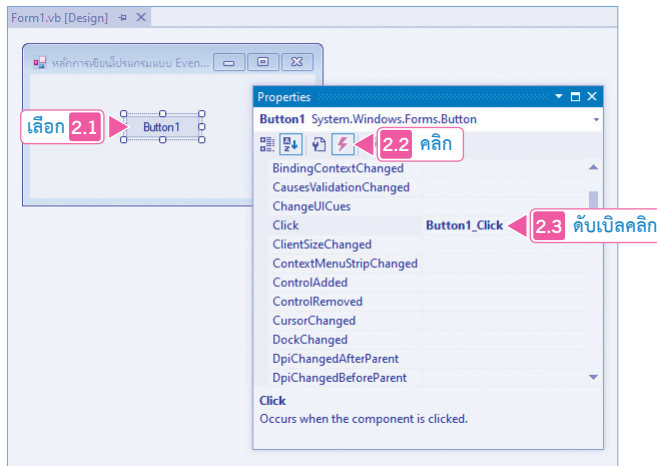 Form1.vb [Design]
หลักการเขียนโปรแกรมแบบ Even...
Properties
Button1 System.Windows.Forms.Button
เลือก 2.1
Button1
2.2 คลิก
BindingContextChanged
CausesValidationChanged
ChangeUICues
Click Button1_Click
2.3 ดับเบิลคลิก
ClientSizeChanged
ContextMenuStripChanged
ControlAdded
ControlRemoved
CursorChanged
DockChanged
DpiChangedAfterParent
DpiChangedBeforeParent
Click
Occurs when the component is clicked.